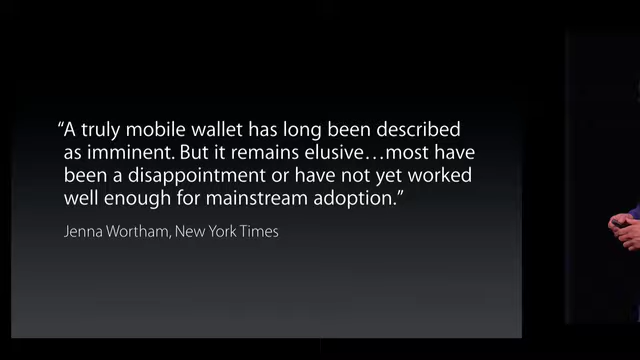 “A truly mobile wallet has long been described
as imminent. But it remains elusive…most have
been a disappointment or have not yet worked
well enough for mainstream adoption.”
Jenna Wortham, New York Times